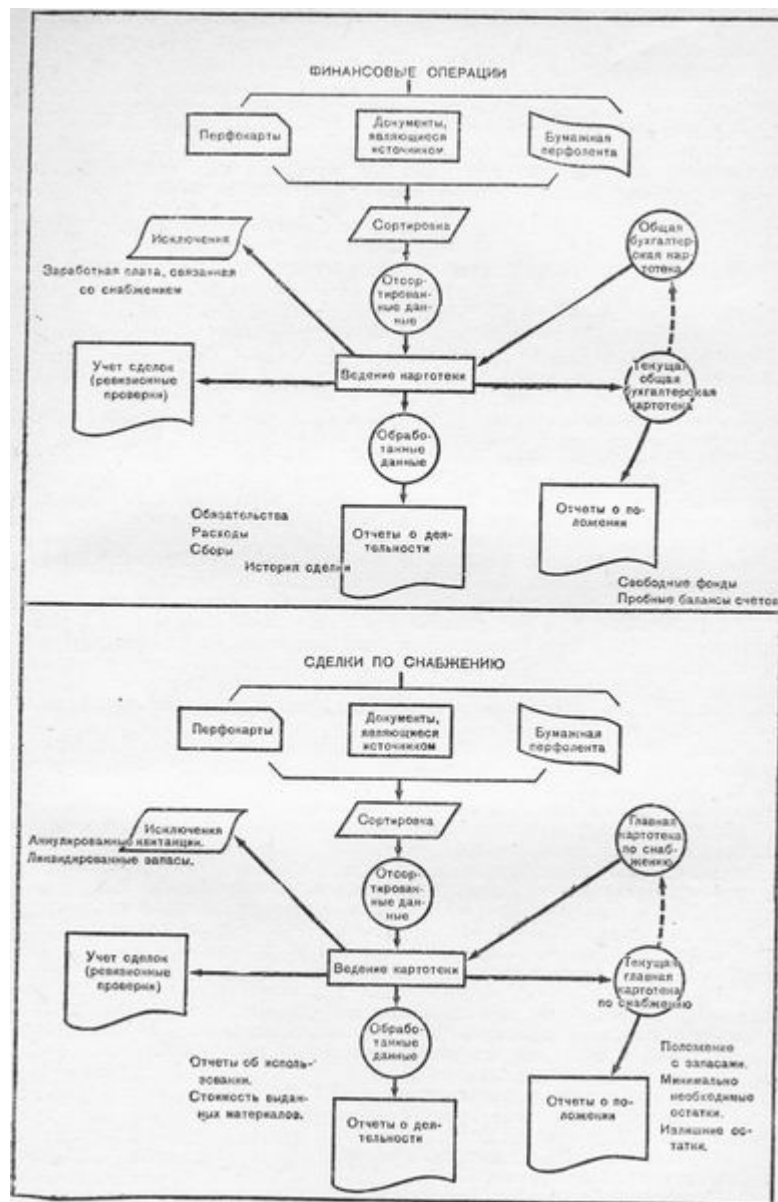 ФИНАНСОВЫЕ ОПЕРАЦИИ
Перфокарты
Документы,
являющиеся
источником
Бумажная
перфолента
Сортировка
Исключения
Заработная плата, связанная
со снабжением
Общая
бухгалтер-
ская кар-
тотека
Отсор-
тирован-
ные дан-
ные
Учет сделок
(ревизионные
проверки)
Ведение картотеки
Текущая
общая
бухгалтерская
картотека
Обрабо-
танные
данные
Обязательства
Расходы
Сборы
История сделки
Отчеты о дея-
тельности
Отчеты о по-
ложении
Свободные фонды
Пробные балансы счетов
СДЕЛКИ ПО СНАБЖЕНИЮ
Перфокарты
Документы,
являющиеся
источником
Бумажная
перфолента
Сортировка
Исключения
Аннулированные квитанции.
Ликвидированные запасы.
Главная
картотека
по снаб-
жению
Отсор-
тирован-
ные дан-
ные
Учет сделок
(ревизионные
проверки)
Ведение картотеки
Текущая
главная
картотека
по снабжению
Обрабо-
танные
данные
Отчеты об исполь-
зовании.
Стоимость выдан-
ных материалов.
Отчеты о дея-
тельности
Отчеты о по-
ложении
Положение
с запасами.
Минимально
необходимые
остатки.
Излишние ос-
татки.